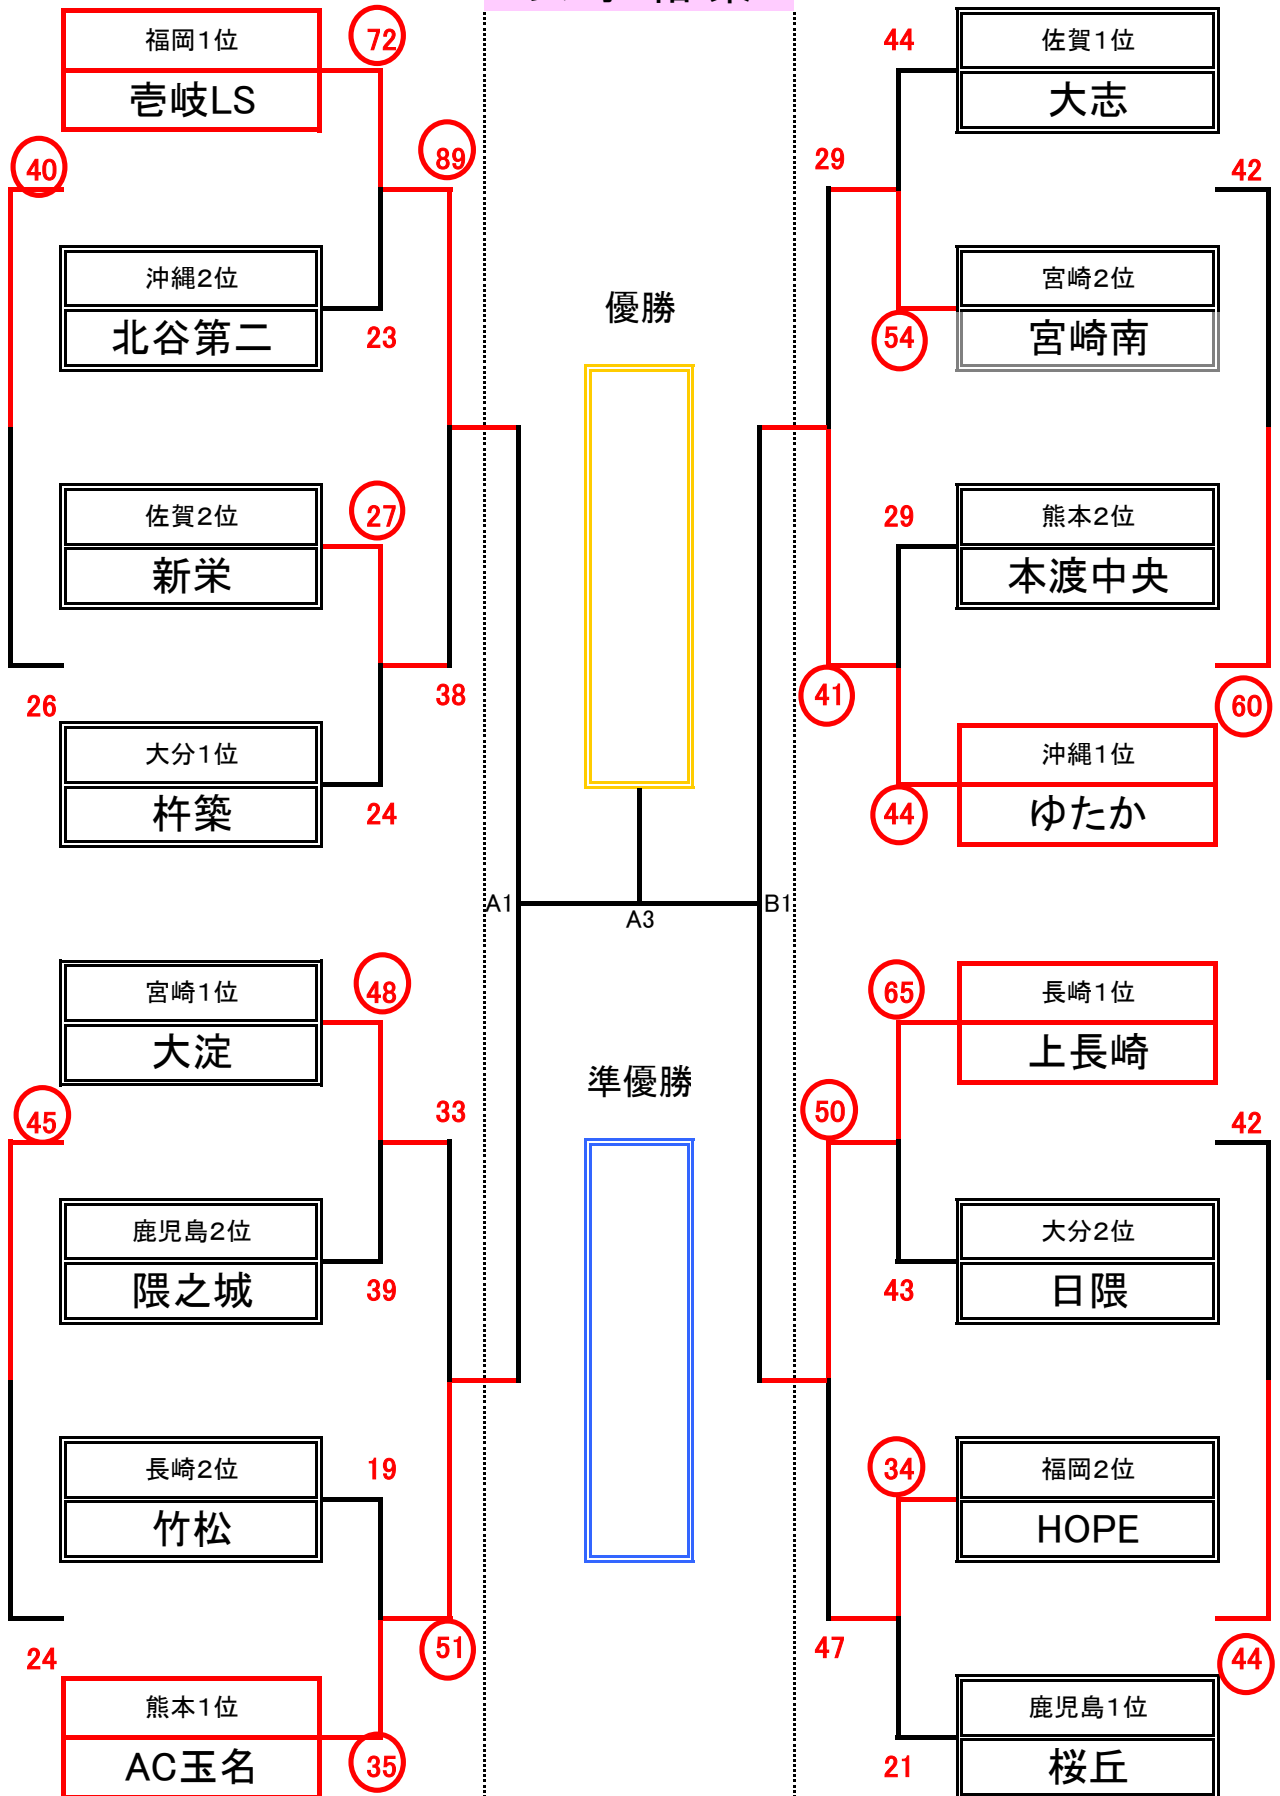 福岡1位
72
44
佐賀1位
壱岐LS
大志
40
89
29
42
沖縄2位
宮崎2位
北谷第二
23
優勝
54
宮崎南
佐賀2位
27
29
熊本2位
新栄
本渡中央
26
38
41
60
大分1位
沖縄1位
杵築
24
44
ゆたか
A1
A3
B1
宮崎1位
48
65
長崎1位
大淀
上長崎
準優勝
45
33
50
42
鹿児島2位
大分2位
隈之城
39
43
日隈
長崎2位
19
34
福岡2位
竹松
HOPE
24
51
47
44
熊本1位
鹿児島1位
AC玉名
35
21
桜丘